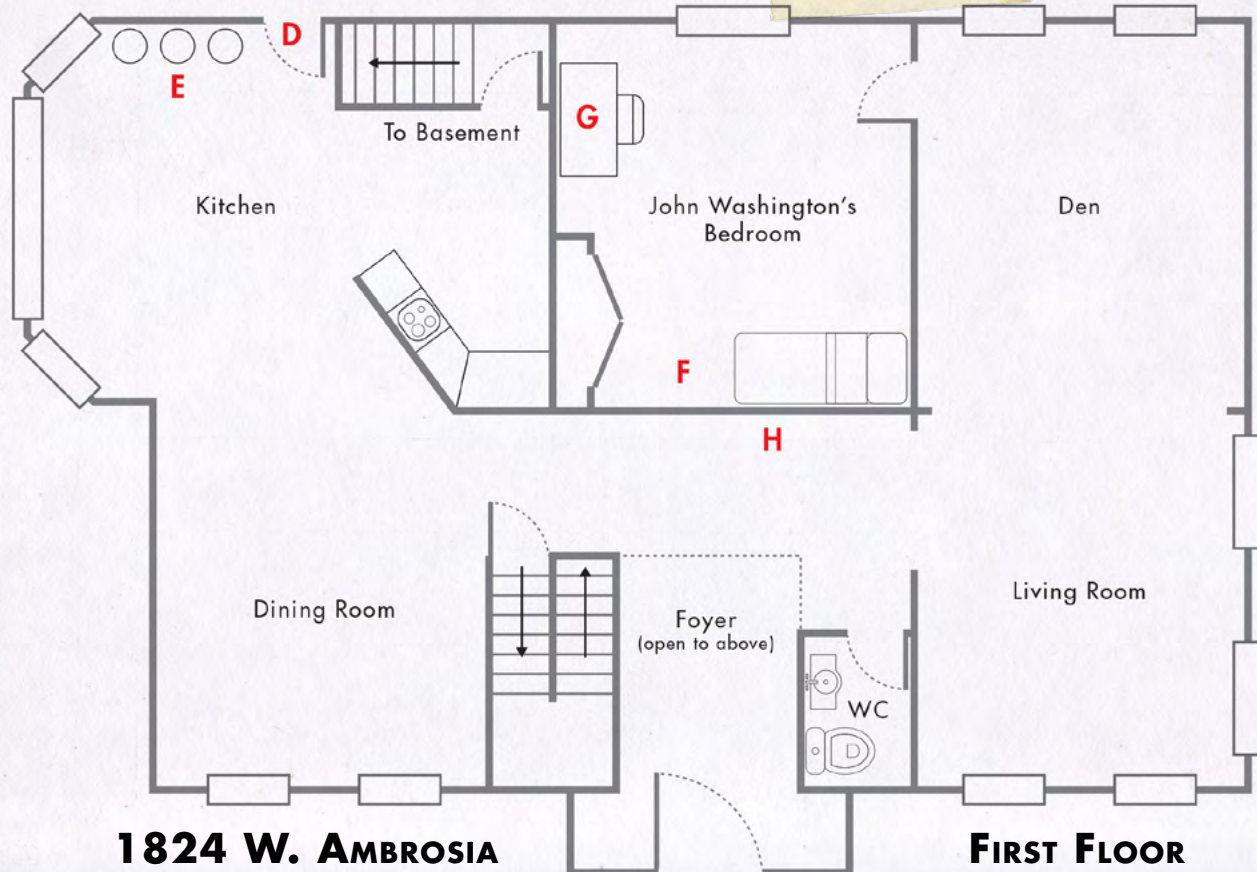 D
E
To Basement
G
Kitchen
John Washington's
Bedroom
Den
F
H
Dining Room
Foyer
(open to above)
Living Room
WC
1824 W. AMBROSIA
FIRST FLOOR